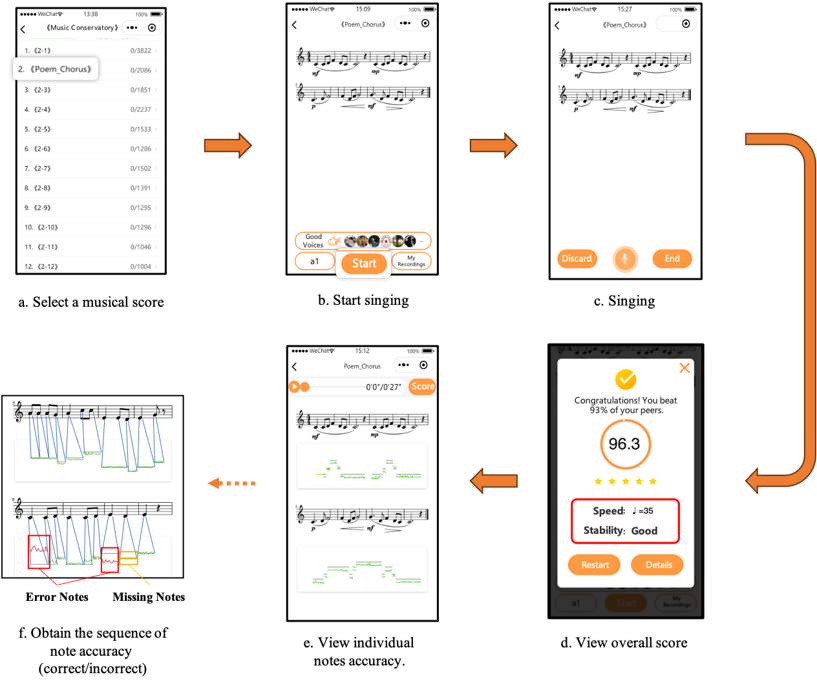 ●●●●● WeChat 13:38 100%
《Music Conservatory》
1. 《2-1》 0/3822
2. 《Poem_Chorus》 0/2086
3. 《2-3》 0/1851
4. 《2-4》 0/2237
5. 《2-5》 0/1533
6. 《2-6》 0/1286
7. 《2-7》 0/1502
8. 《2-8》 0/1391
9. 《2-9》 0/1295
10. 《2-10》 0/1296
11. 《2-11》 0/1046
12. 《2-12》 0/1004
a. Select a musical score
●●●●● WeChat 15:09 100%
《Poem_Chorus》
mf mp
p mf
Good
Voices
a1
Start
My
Recordings
b. Start singing
●●●●● WeChat 15:27 100%
《Poem_Chorus》
mf mp
p mf
Discard
End
c. Singing
Congratulations! You beat
93% of your peers.
96.3
Speed: ♩=35
Stability: Good
Restart
Details
a1
Start
My
Recordings
d. View overall score
●●●●● WeChat 15:12 100%
Poem_Chorus
0'0"/0'27"
Score
mf mp
p mf
e. View individual
notes accuracy.
Error Notes
Missing Notes
f. Obtain the sequence of
note accuracy
(correct/incorrect)